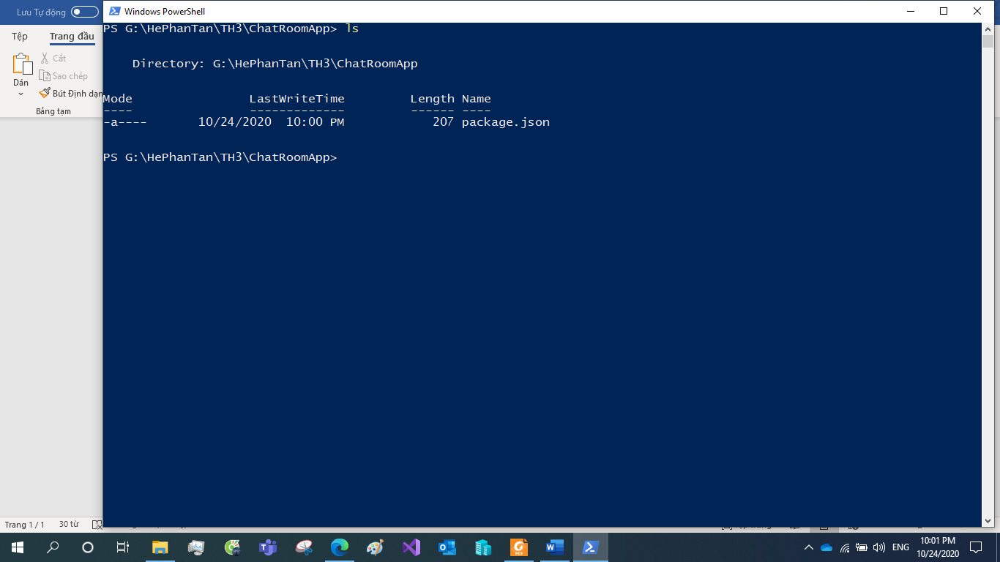 Lưu Tự động
Windows PowerShell
Tệp
Trang đầu
Cắt
Dán
Sao chép
Bút Định dạn
Bảng tạm
PS G:\HePhanTan\TH3\ChatRoomApp> ls
Directory: G:\HePhanTan\TH3\ChatRoomApp
Mode LastWriteTime Length Name
---- ------------- ------ ----
-a---- 10/24/2020 10:00 PM 207 package.json
PS G:\HePhanTan\TH3\ChatRoomApp>
Trang 1 / 1 30 từ
ENG
10:01 PM
10/24/2020